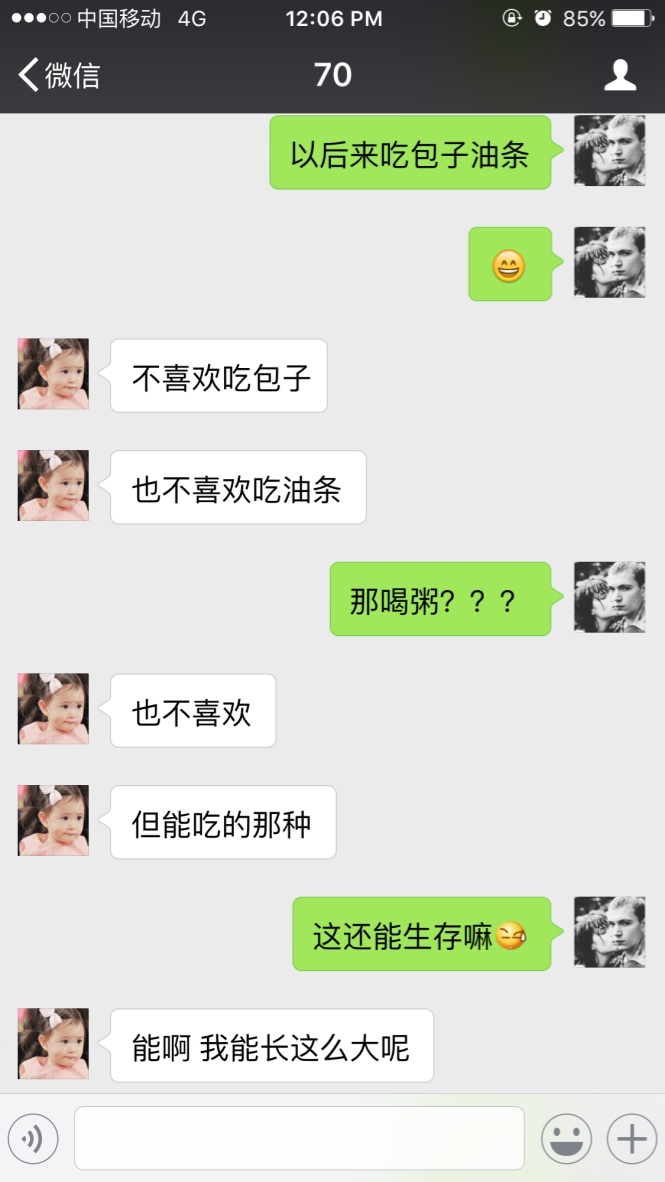 中国移动 4G 12:06 PM 85%
微信 70
以后来吃包子油条
😄
不喜欢吃包子
也不喜欢吃油条
那喝粥？？？
也不喜欢
但能吃的那种
这还能生存嘛😏
能啊 我能长这么大呢